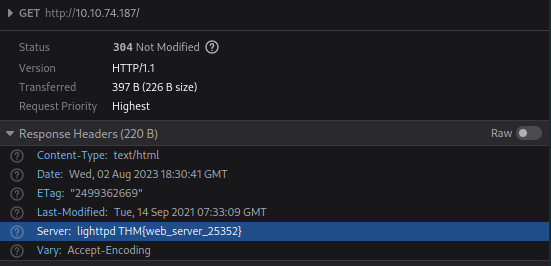 GET http://10.10.74.187/
Status 304 Not Modified
Version HTTP/1.1
Transferred 397 B (226 B size)
Request Priority Highest
Response Headers (220 B) Raw
Content-Type: text/html
Date: Wed, 02 Aug 2023 18:30:41 GMT
ETag: "2499362669"
Last-Modified: Tue, 14 Sep 2021 07:33:09 GMT
Server: lighttpd THM{web_server_25352}
Vary: Accept-Encoding